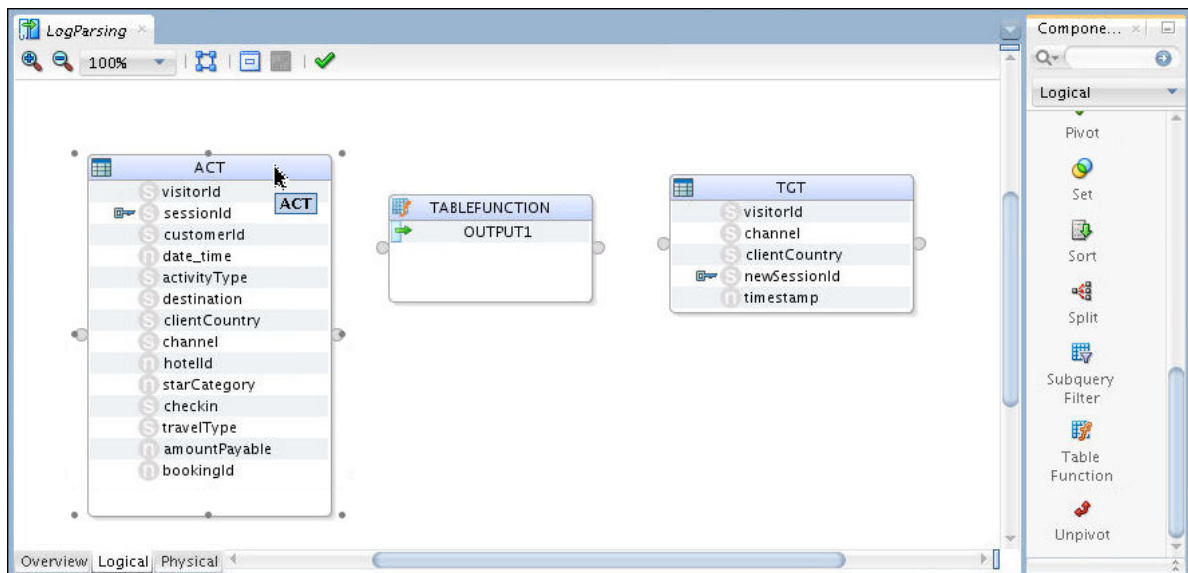 LogParsing
Compone...
100%
Logical
ACT
visitorId
sessionId
ACT
customerId
date_time
activityType
destination
clientCountry
channel
hotelId
starCategory
checkin
travelType
amountPayable
bookingId
TABLEFUNCTION
OUTPUT1
TGT
visitorId
channel
clientCountry
newSessionId
timestamp
Pivot
Set
Sort
Split
Subquery
Filter
Table
Function
Unpivot
Overview Logical Physical